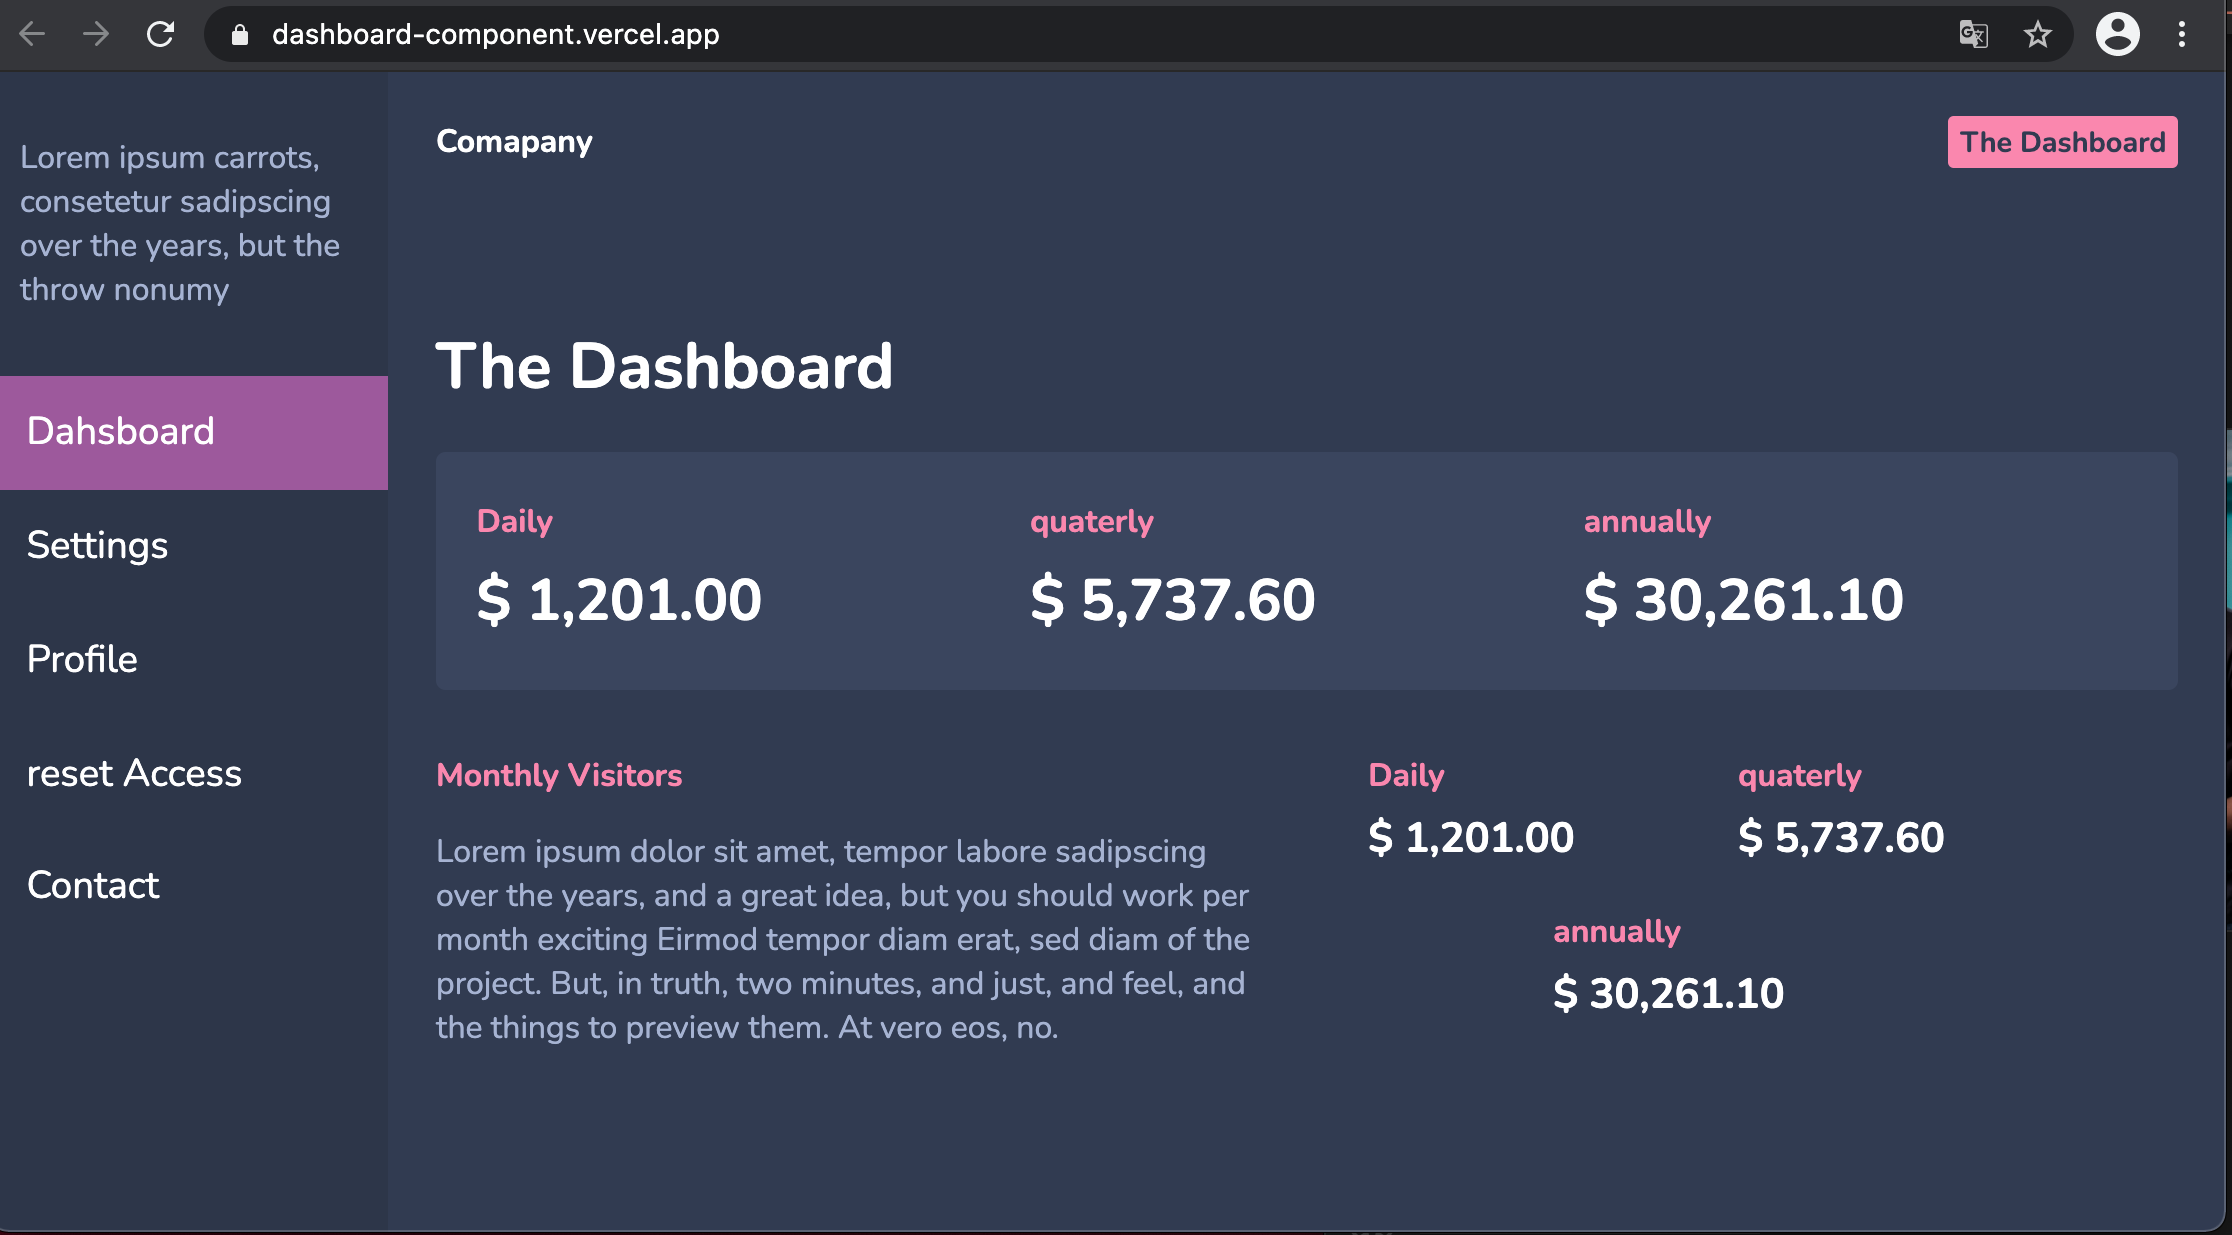 dashboard-component.vercel.app
Lorem ipsum carrots,
consetetur sadipscing
over the years, but the
throw nonumy
Dahsboard
Settings
Profile
reset Access
Contact
Comapany
The Dashboard
The Dashboard
Daily
$ 1,201.00
quaterly
$ 5,737.60
annually
$ 30,261.10
Monthly Visitors
Lorem ipsum dolor sit amet, tempor labore sadipscing
over the years, and a great idea, but you should work per
month exciting Eirmod tempor diam erat, sed diam of the
project. But, in truth, two minutes, and just, and feel, and
the things to preview them. At vero eos, no.
Daily
$ 1,201.00
quaterly
$ 5,737.60
annually
$ 30,261.10